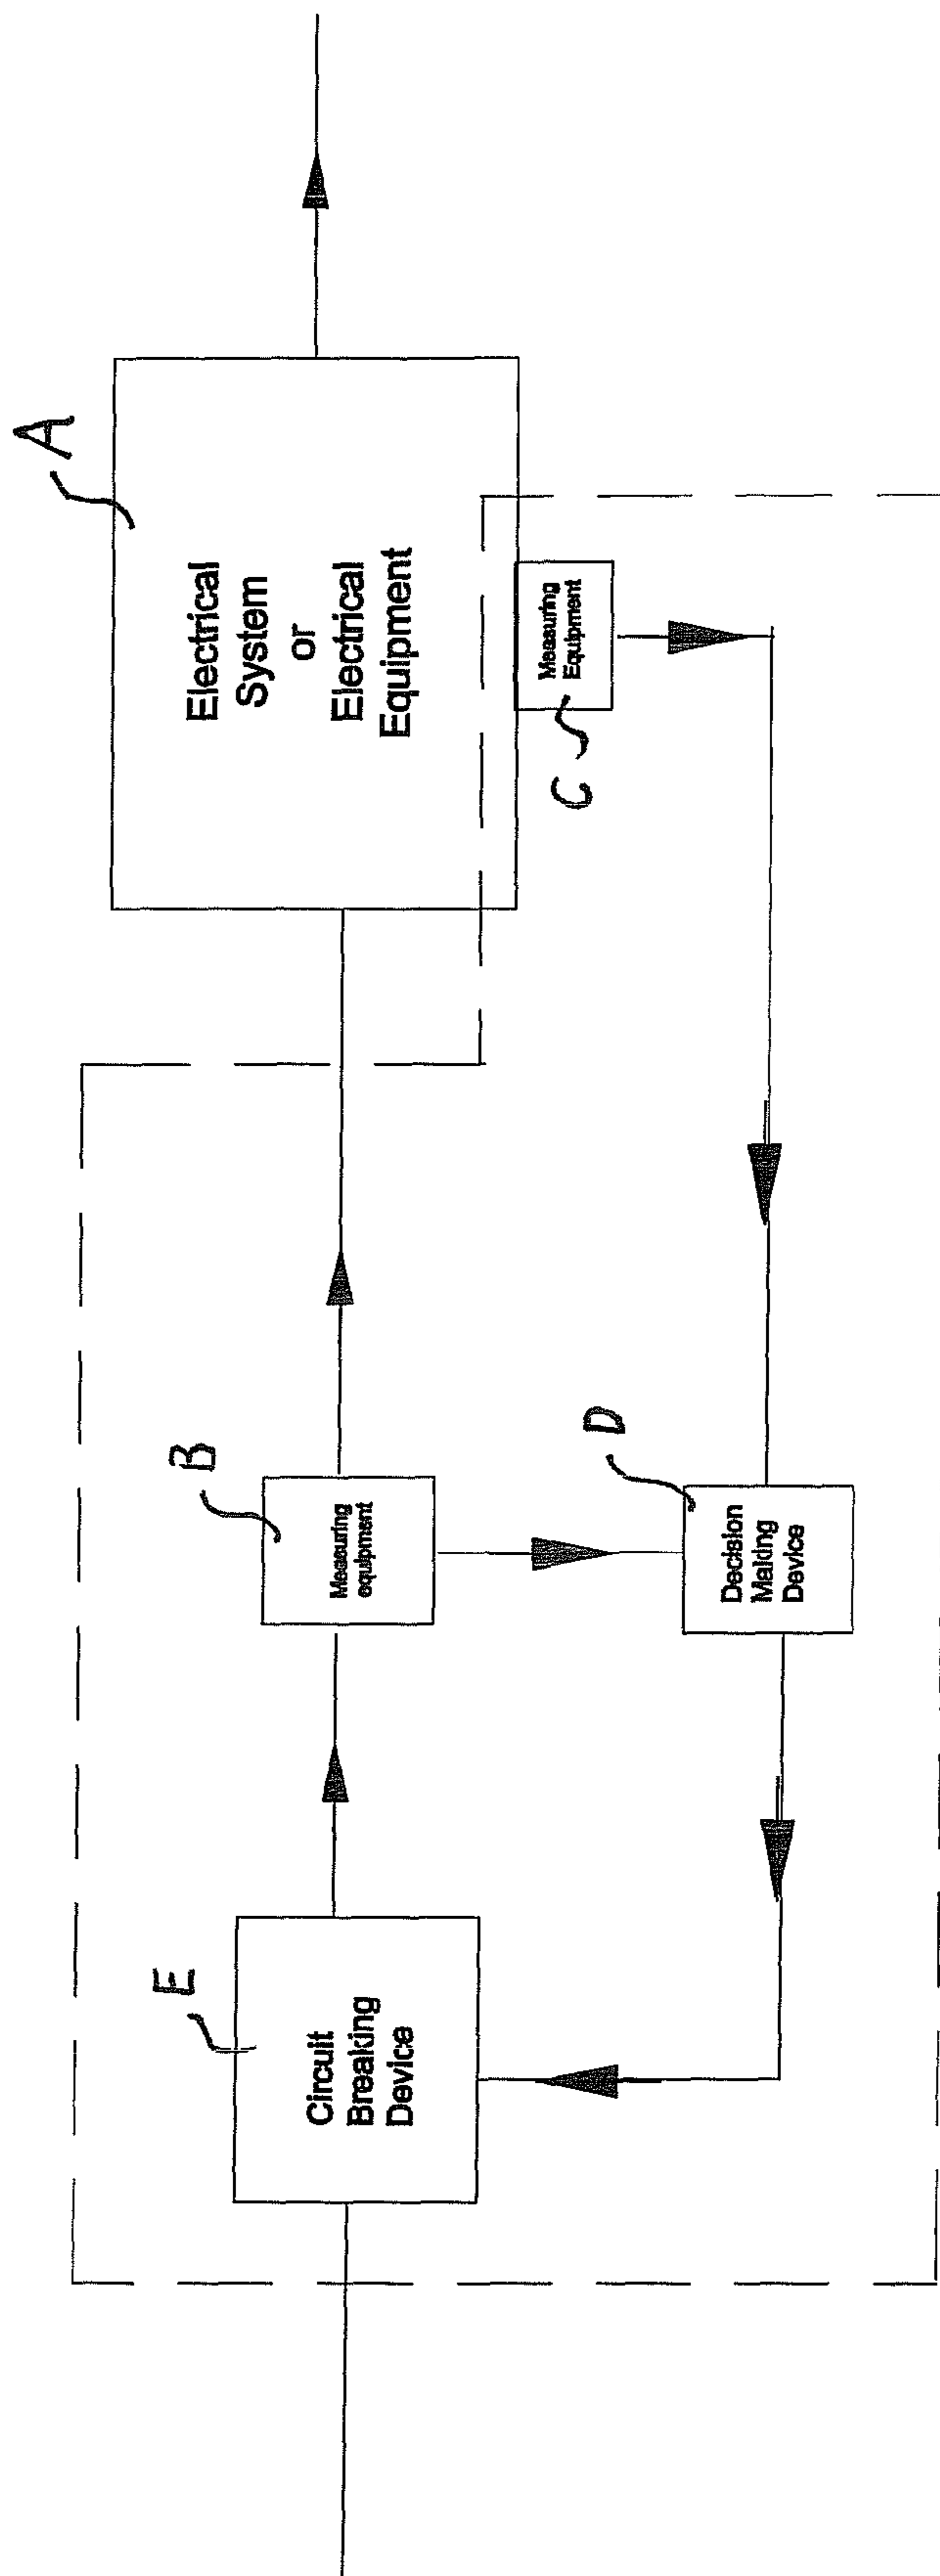 E
Circuit
Breaking
Device
B
Measuring
equipment
D
Decision
Making
Device
A
Electrical
System
or
Electrical
Equipment
C
Measuring
Equipment